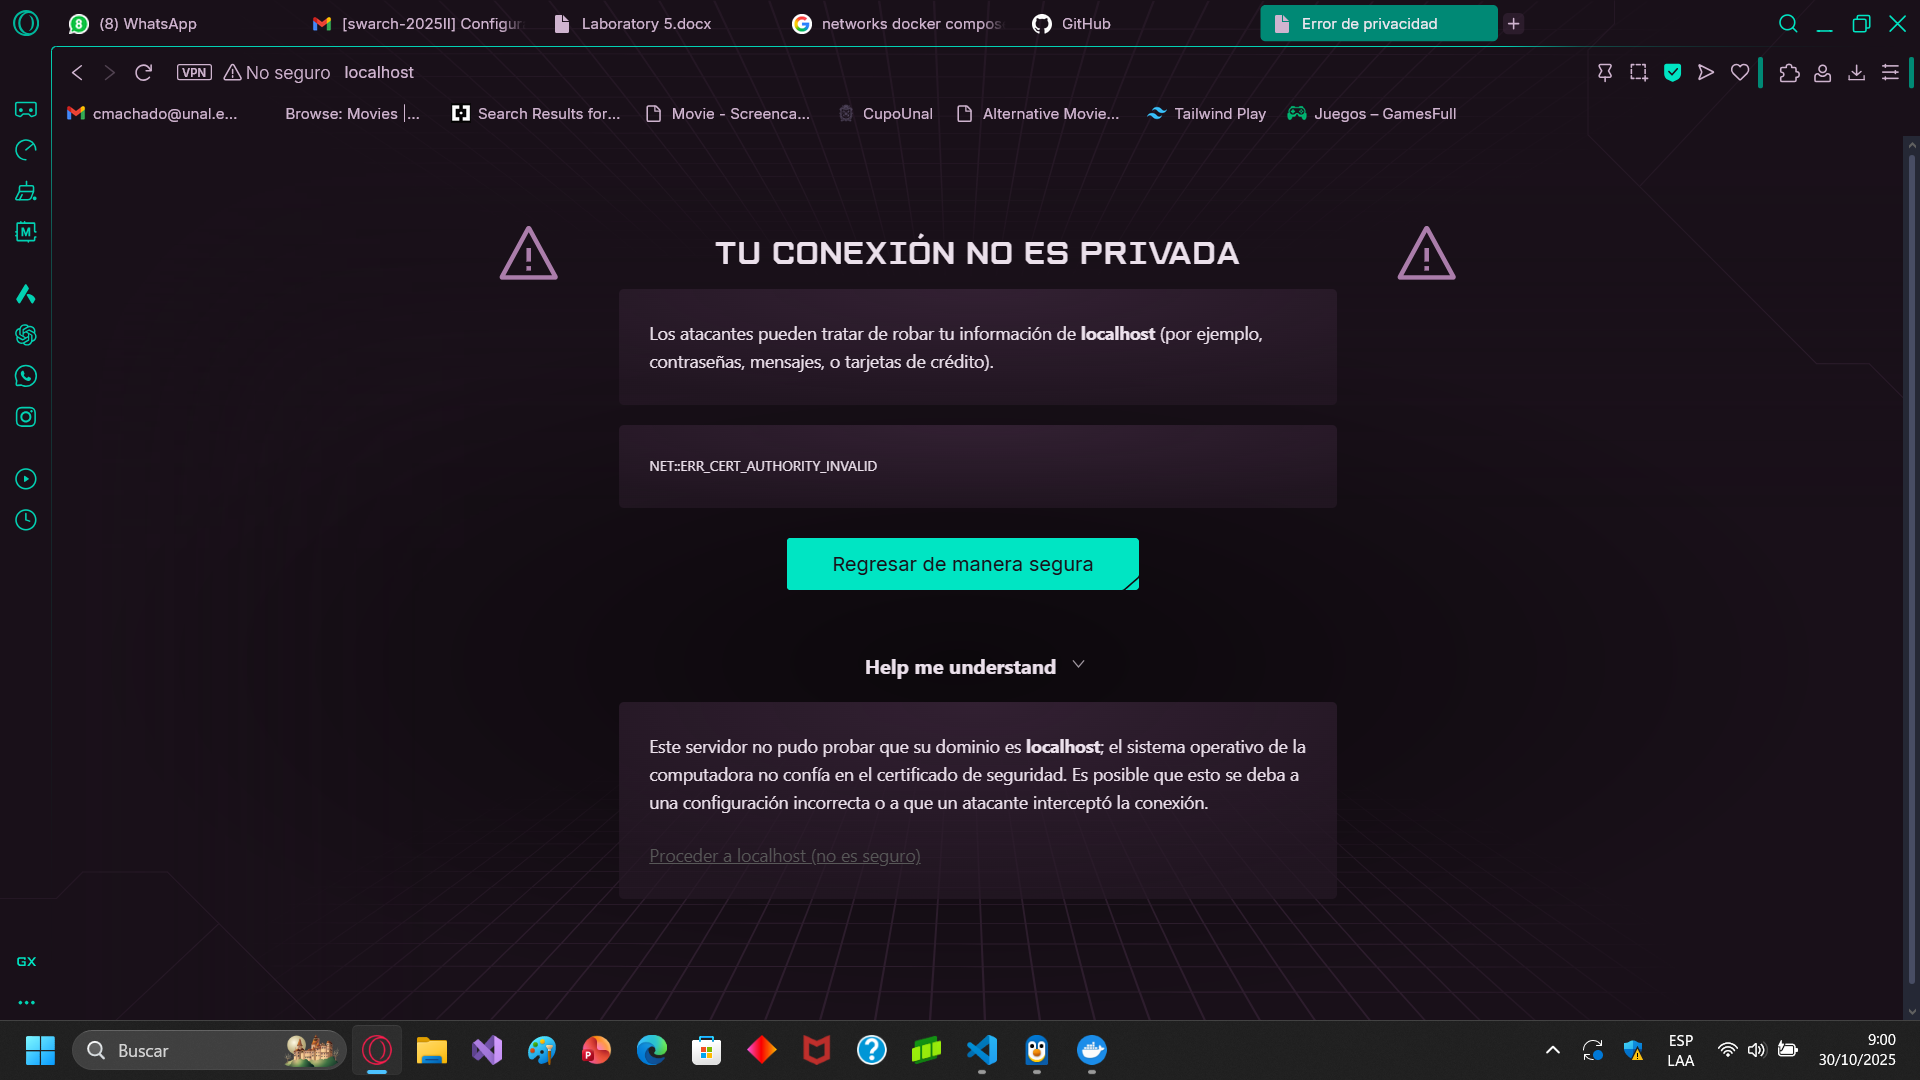 (8) WhatsApp
[swarch-2025II] Configur
Laboratory 5.docx
networks docker compos
GitHub
Error de privacidad
VPN
No seguro
localhost
cmachado@unal.e...
Browse: Movies |...
Search Results for...
Movie - Screenca...
CupoUnal
Alternative Movie...
Tailwind Play
Juegos – GamesFull
TU CONEXIÓN NO ES PRIVADA
Los atacantes pueden tratar de robar tu información de localhost (por ejemplo,
contraseñas, mensajes, o tarjetas de crédito).
NET::ERR_CERT_AUTHORITY_INVALID
Regresar de manera segura
Help me understand
Este servidor no pudo probar que su dominio es localhost; el sistema operativo de la
computadora no confía en el certificado de seguridad. Es posible que esto se deba a
una configuración incorrecta o a que un atacante interceptó la conexión.
Proceder a localhost (no es seguro)
GX
Buscar
ESP
LAA
9:00
30/10/2025